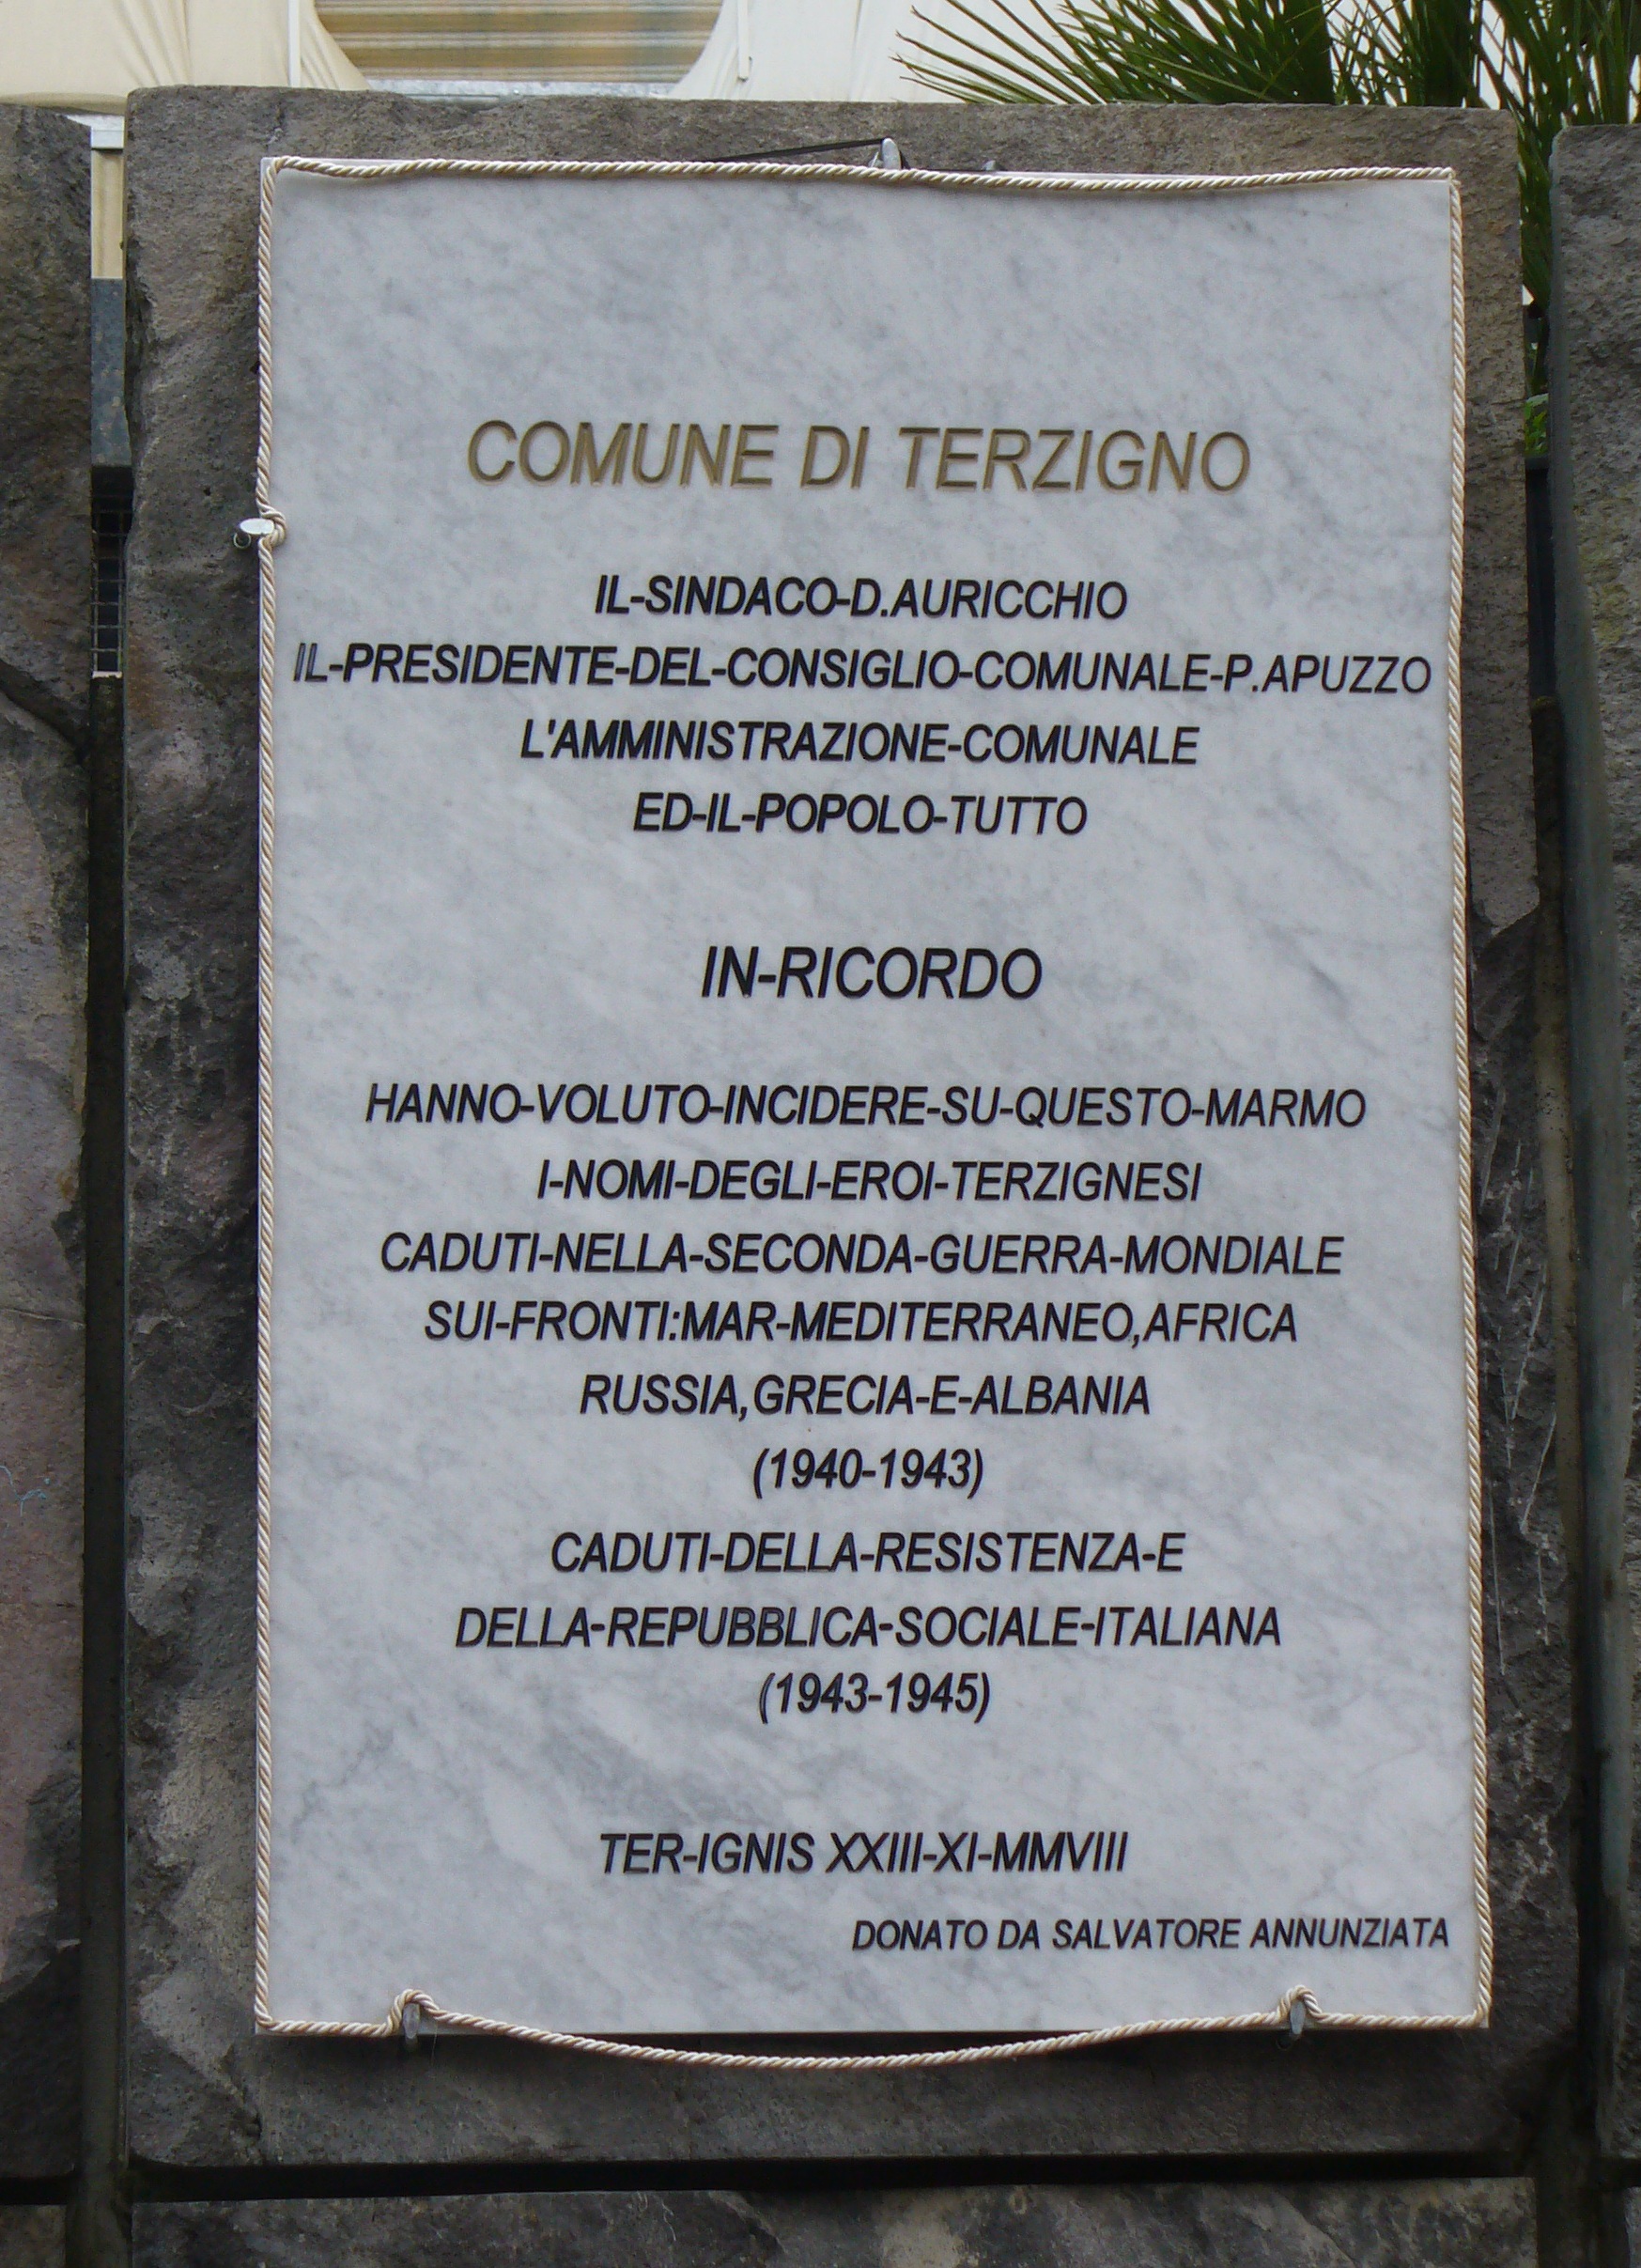 COMUNE DI TERZIGNO
IL-SINDACO-D.AURICCHIO
IL-PRESIDENTE-DEL-CONSIGLIO-COMUNALE-P.APUZZO
L'AMMINISTRAZIONE-COMUNALE
ED-IL-POPOLO-TUTTO
IN-RICORDO
HANNO-VOLUTO-INCIDERE-SU-QUESTO-MARMO
I-NOMI-DEGLI-EROI-TERZIGNESI
CADUTI-NELLA-SECONDA-GUERRA-MONDIALE
SUI-FRONTI:MAR-MEDITERRANEO,AFRICA
RUSSIA,GRECIA-E-ALBANIA
(1940-1943)
CADUTI-DELLA-RESISTENZA-E
DELLA-REPUBBLICA-SOCIALE-ITALIANA
(1943-1945)
TER-IGNIS XXIII-XI-MMVIII
DONATO DA SALVATORE ANNUNZIATA